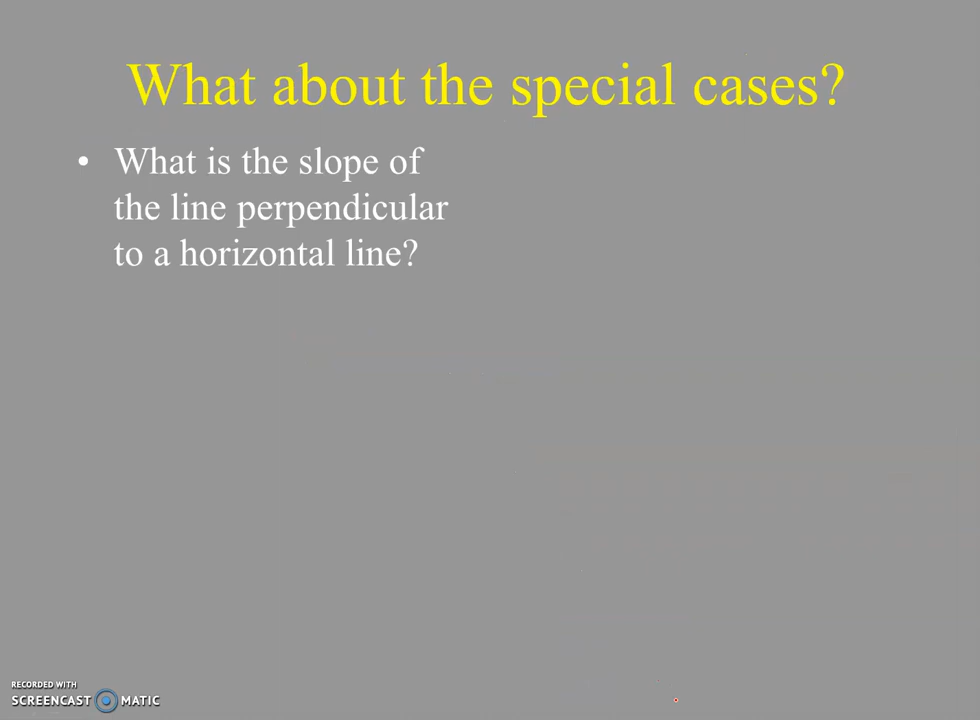 What about the special cases?
• What is the slope of
the line perpendicular
to a horizontal line?
RECORDED WITH
SCREENCAST MATIC